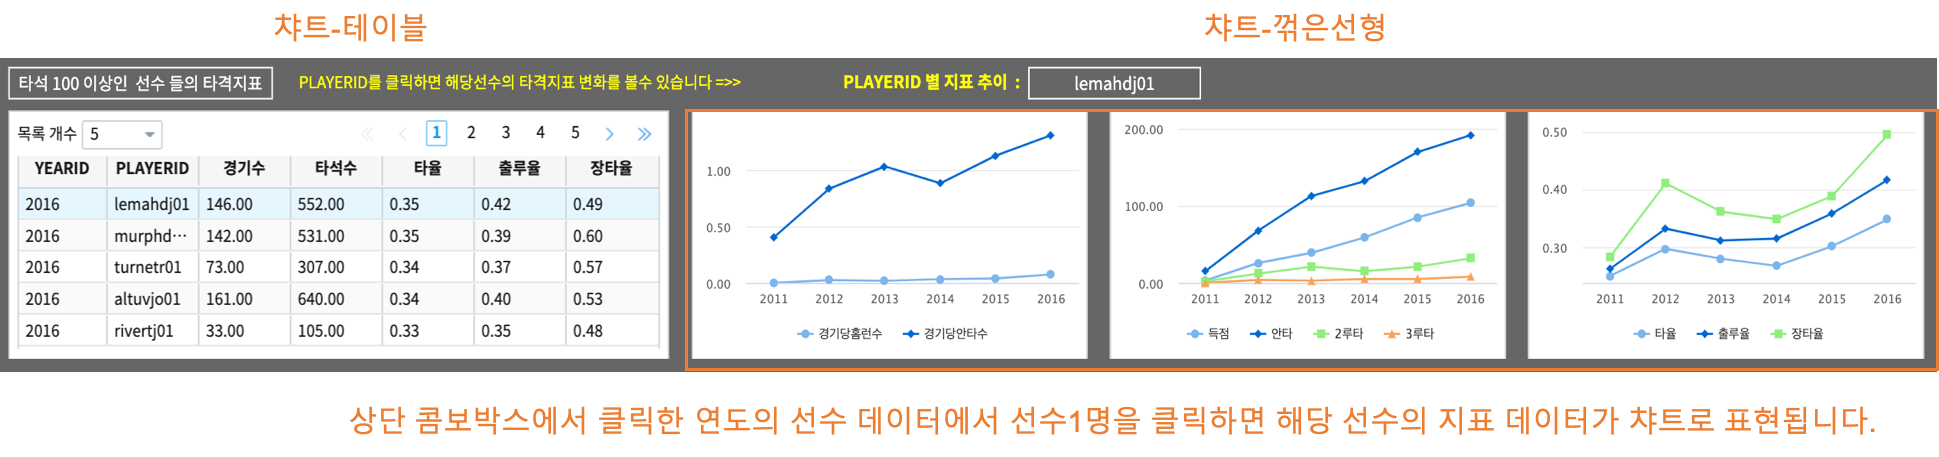 챠트-테이블
챠트-꺾은선형
타석 100 이상인 선수 들의 타격지표
PLAYERID를 클릭하면 해당선수의 타격지표 변화를 볼수 있습니다 =>>
PLAYERID 별 지표 추이 :
lemahdj01
목록 개수 5
1 2 3 4 5
YEARID PLAYERID 경기수 타석수 타율 출루율 장타율
2016 lemahdj01 146.00 552.00 0.35 0.42 0.49
2016 murphd⋯ 142.00 531.00 0.35 0.39 0.60
2016 turnetr01 73.00 307.00 0.34 0.37 0.57
2016 altuvjo01 161.00 640.00 0.34 0.40 0.53
2016 rivertj01 33.00 105.00 0.33 0.35 0.48
1.00
0.50
0.00
2011 2012 2013 2014 2015 2016
경기당홈런수 경기당안타수
200.00
100.00
0.00
2011 2012 2013 2014 2015 2016
득점 안타 2루타 3루타
0.50
0.40
0.30
2011 2012 2013 2014 2015 2016
타율 출루율 장타율
상단 콤보박스에서 클릭한 연도의 선수 데이터에서 선수1명을 클릭하면 해당 선수의 지표 데이터가 챠트로 표현됩니다.